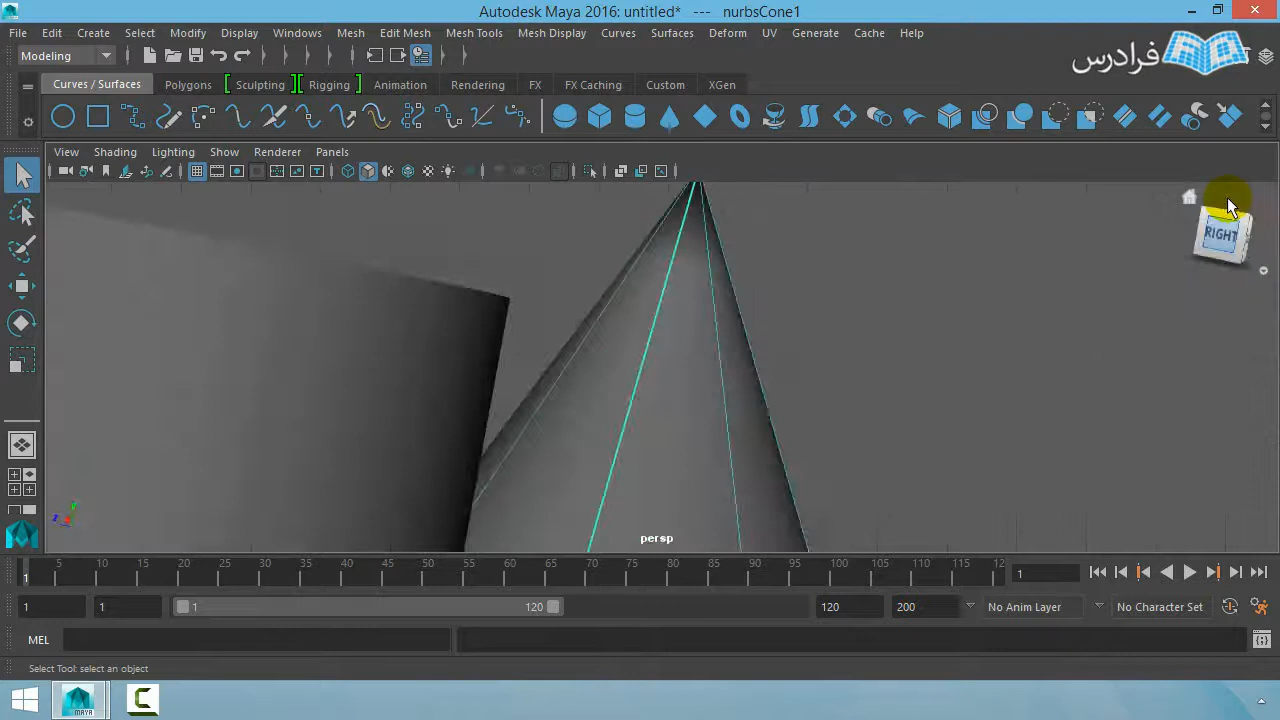 Autodesk Maya 2016: untitled* --- nurbsCone1
File Edit Create Select Modify Display Windows Mesh Edit Mesh Mesh Tools Mesh Display Curves Surfaces Deform UV Generate Cache Help
Modeling
فرادرس
Curves / Surfaces Polygons Sculpting Rigging Animation Rendering FX FX Caching Custom XGen
View Shading Lighting Show Renderer Panels
RIGHT
persp
5 10 15 20 25 30 35 40 45 50 55 60 65 70 75 80 85 90 95 100 105 110 115 12
1 1
1 1 1 120 120 200 No Anim Layer No Character Set
MEL
Select Tool: select an object
MAYA